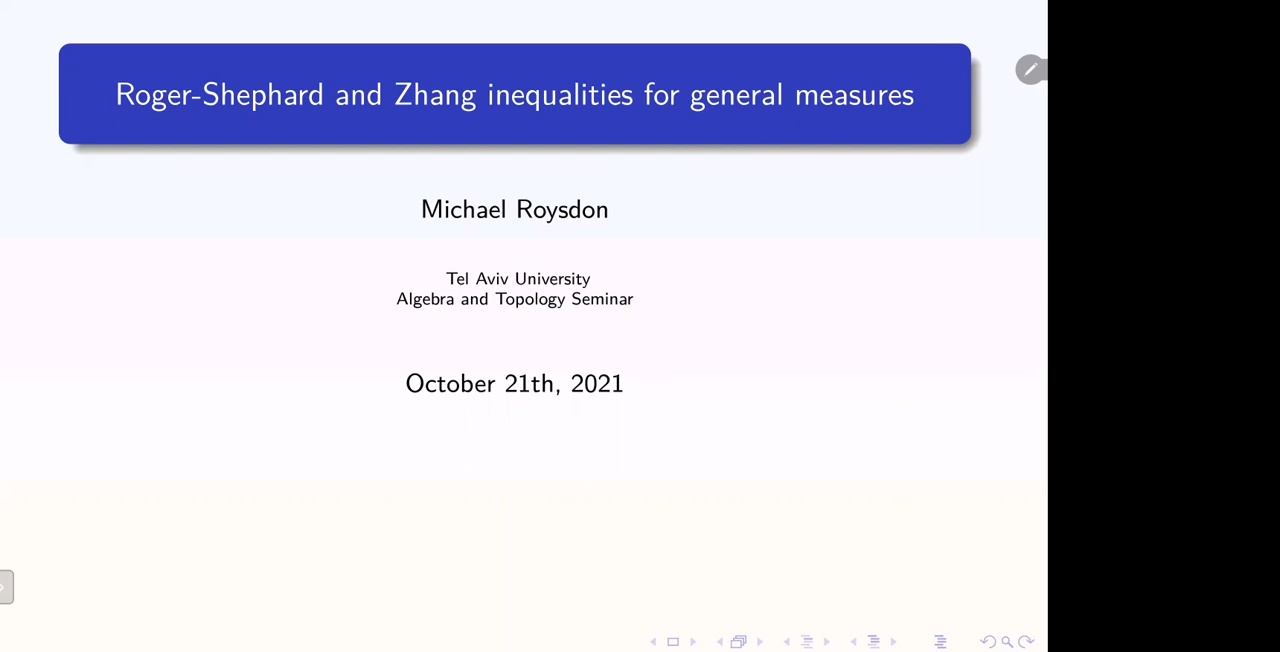 Roger-Shephard and Zhang inequalities for general measures
Michael Roysdon
Tel Aviv University
Algebra and Topology Seminar
October 21th, 2021